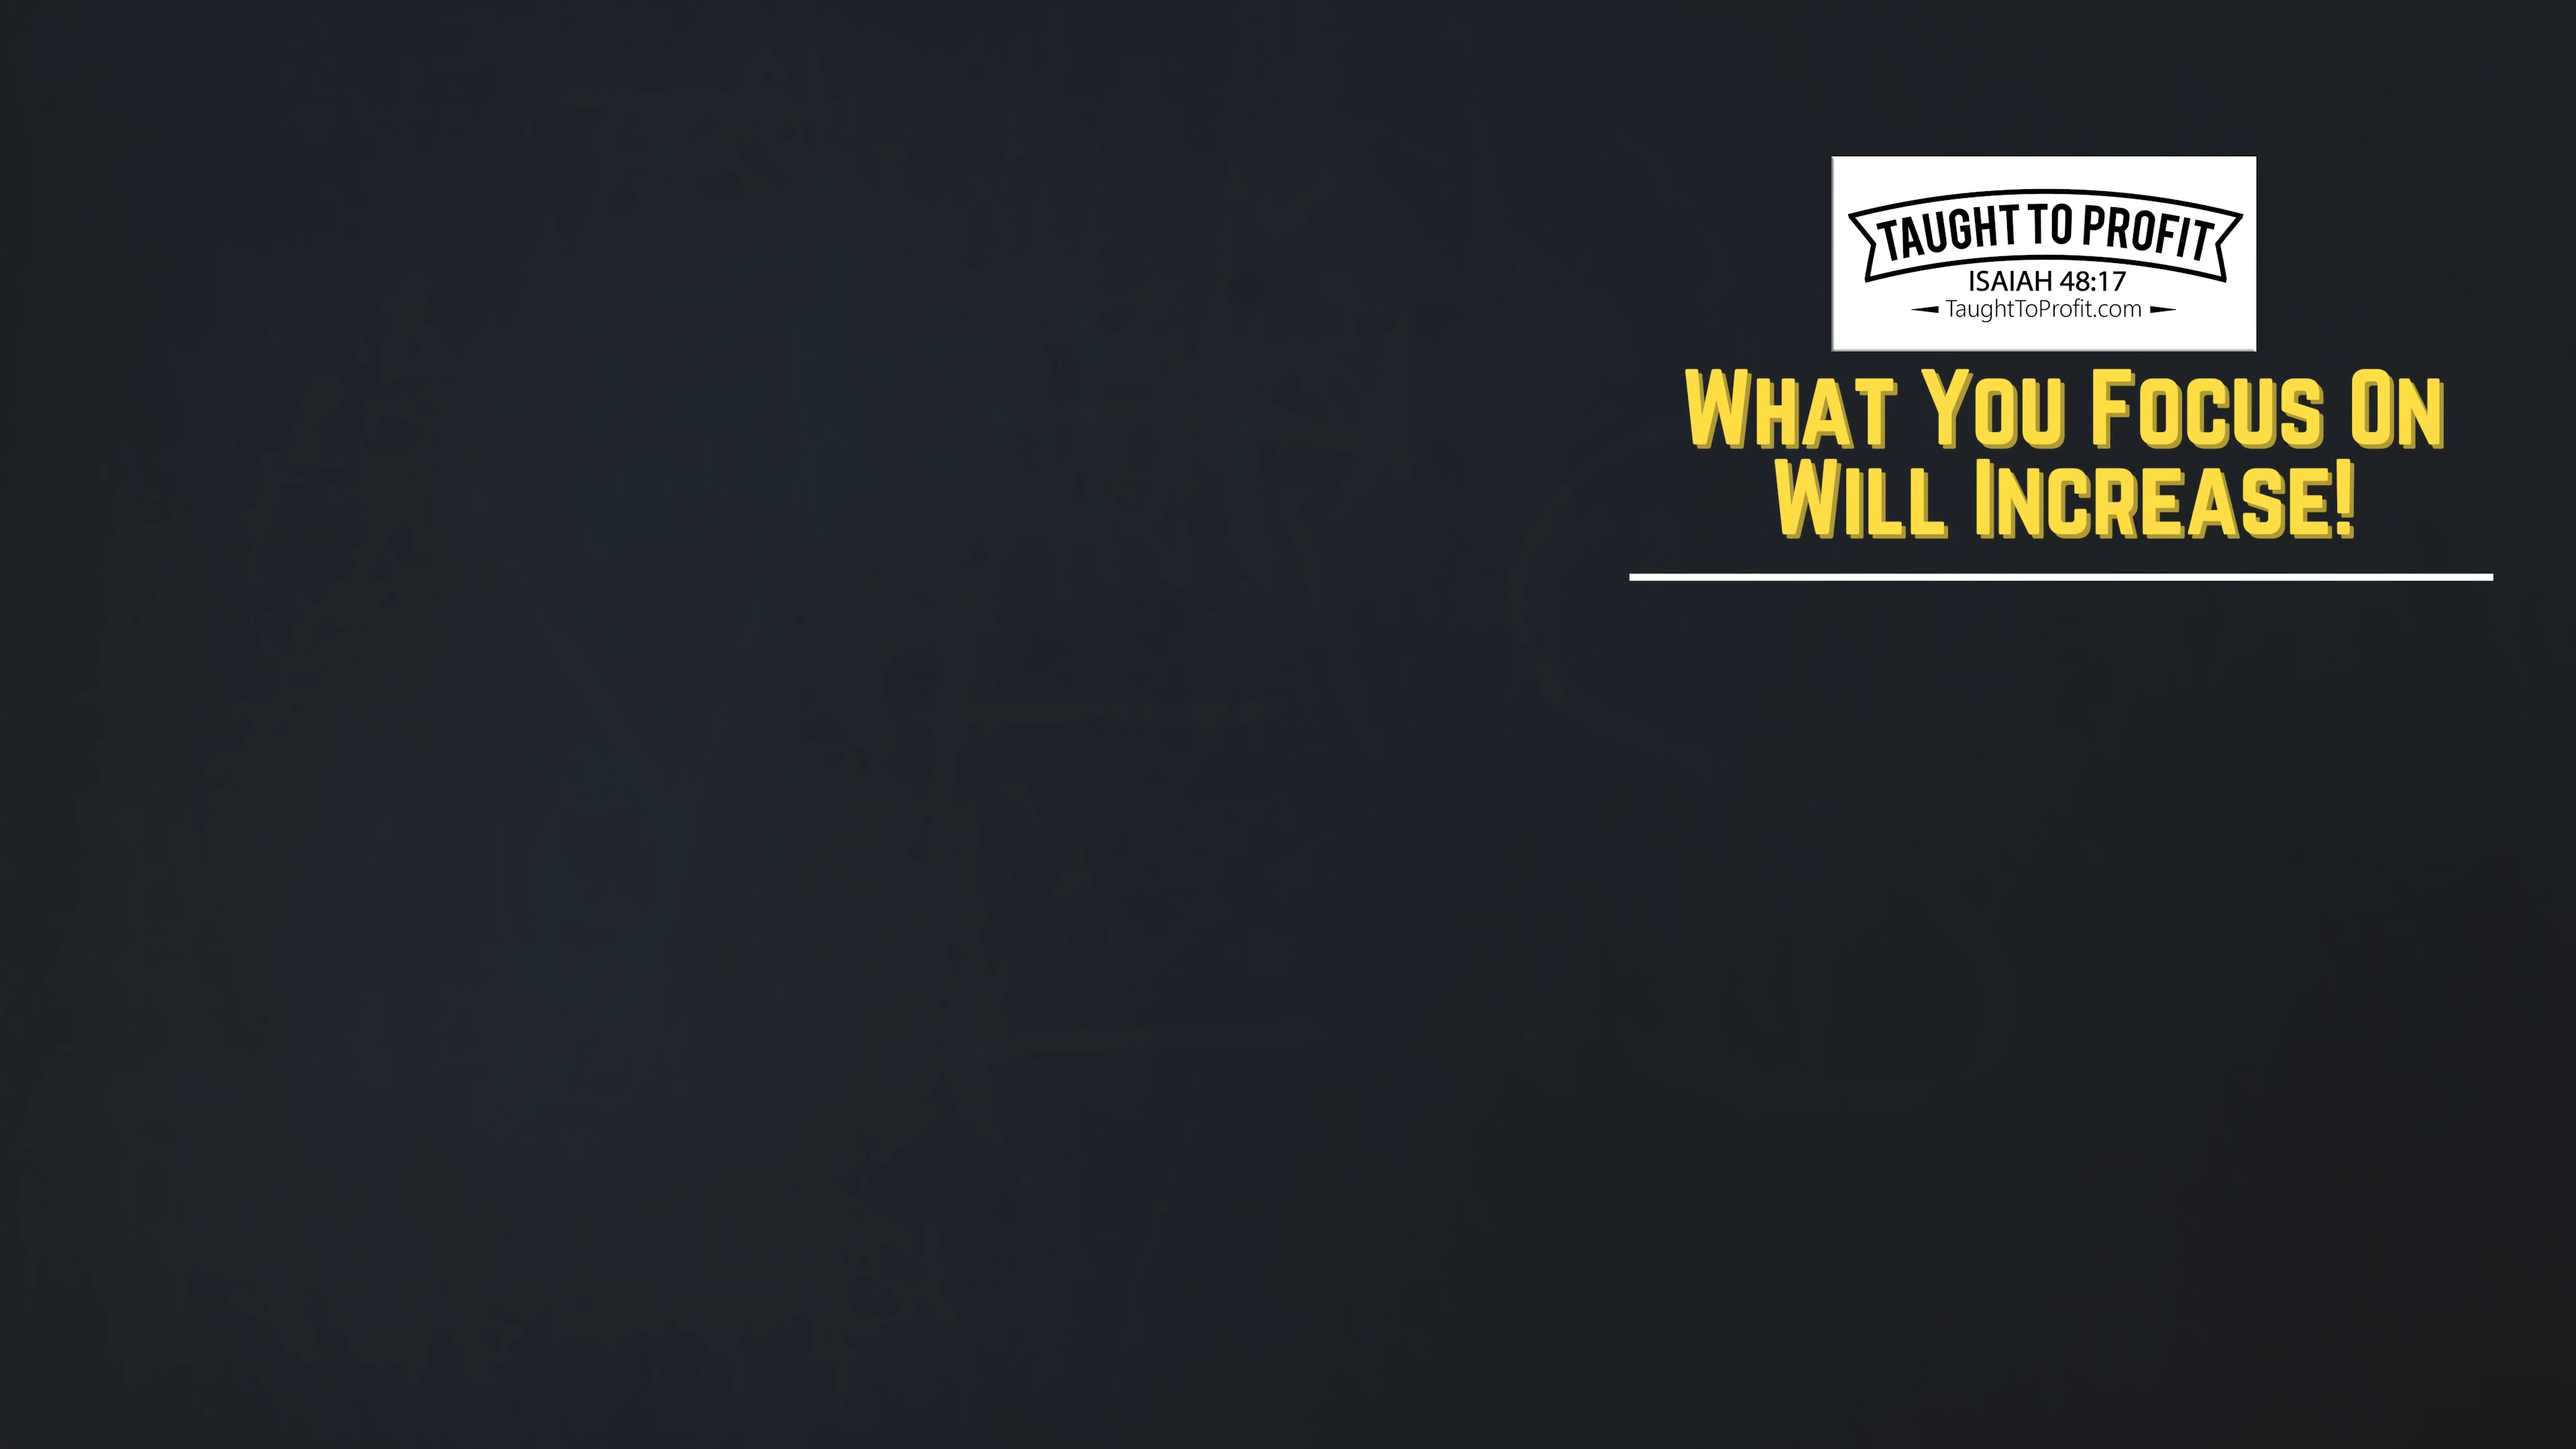 TAUGHT TO PROFIT
ISAIAH 48:17
TaughtToProfit.com
What You Focus On
Will Increase!